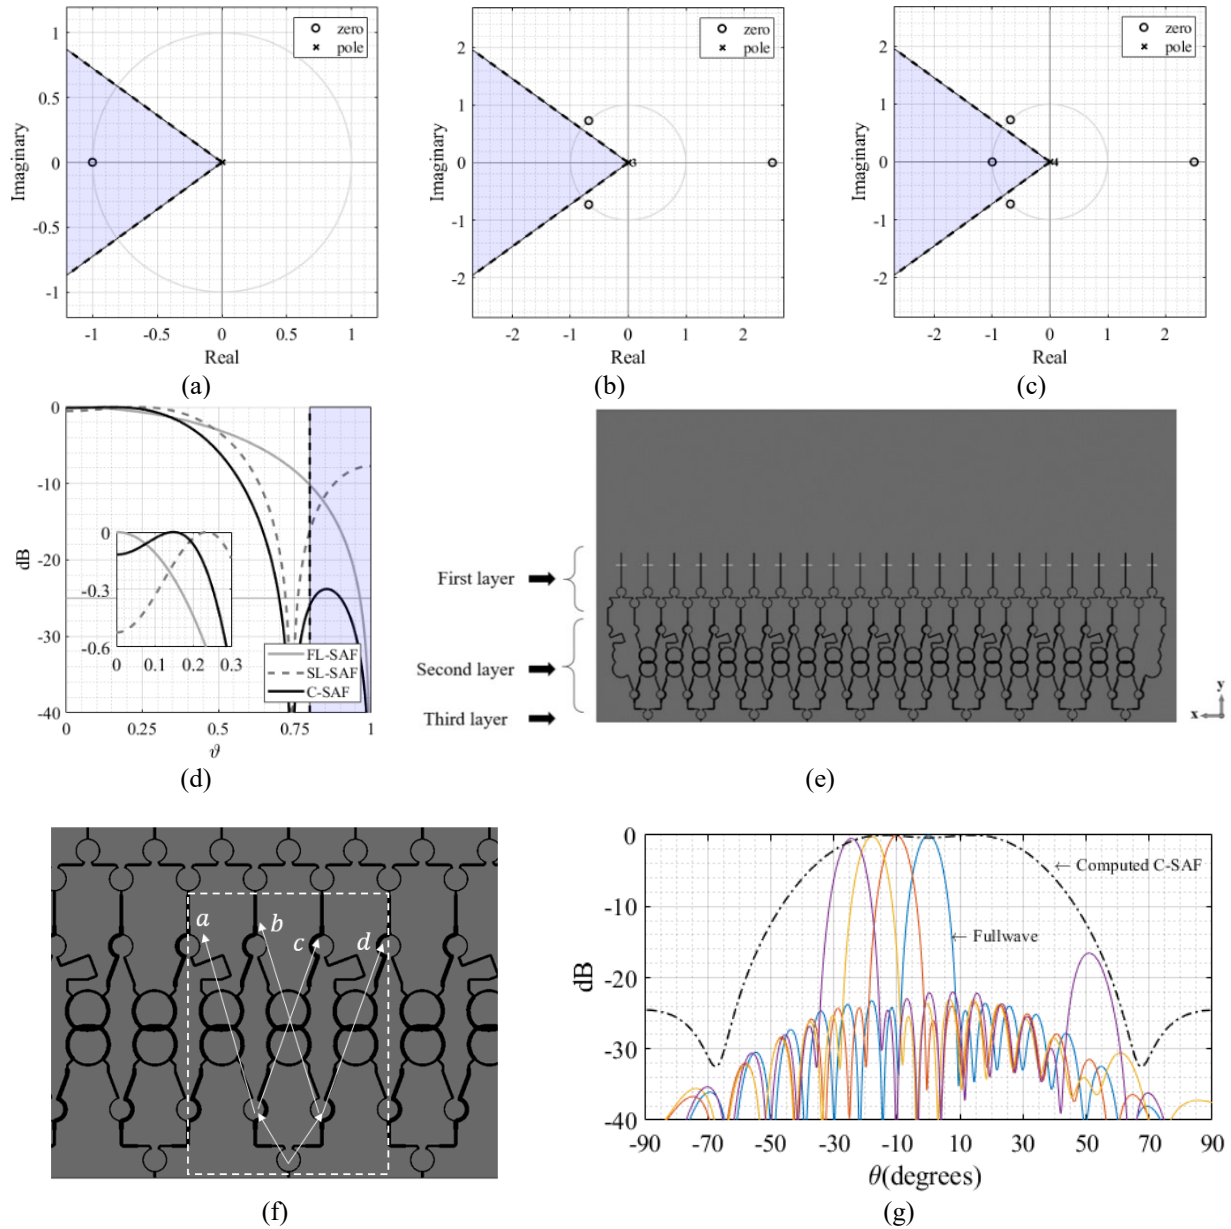 1
0.5
0
-0.5
-1
Imaginary
zero
pole
-1
-0.5
0
0.5
1
Real
(a)
2
1
0
-1
-2
Imaginary
zero
pole
3
-2
-1
0
1
2
Real
(b)
2
1
0
-1
-2
Imaginary
zero
pole
4
-2
-1
0
1
2
Real
(c)
0
-10
-20
-30
-40
dB
0
-0.3
-0.6
0
0.1
0.2
0.3
FL-SAF
SL-SAF
C-SAF
0
0.25
0.5
0.75
1
ϑ
(d)
First layer
Second layer
Third layer
y
x
(e)
a
b
c
d
(f)
0
-10
-20
-30
-40
dB
← Computed C-SAF
← Fullwave
-90
-70
-50
-30
-10
10
30
50
70
90
θ(degrees)
(g)